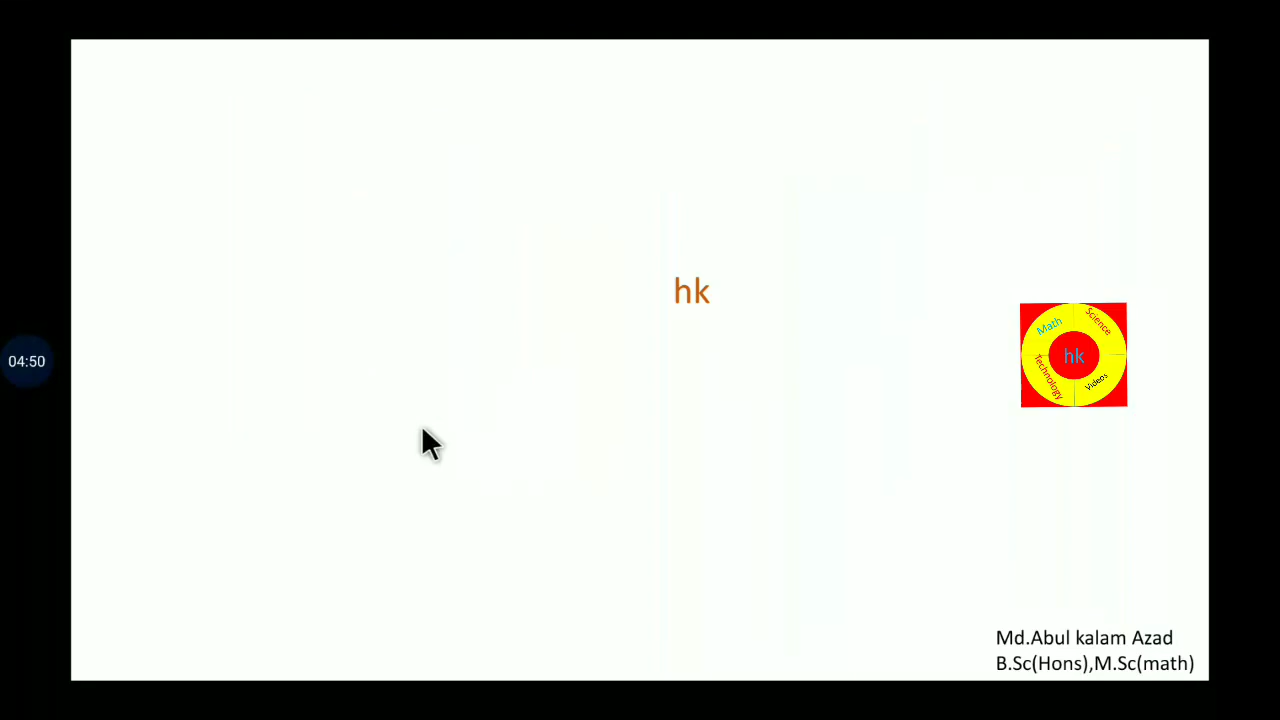 hk
Math
Science
hk
Technology
Videos
04:50
Md.Abul kalam Azad
B.Sc(Hons),M.Sc(math)